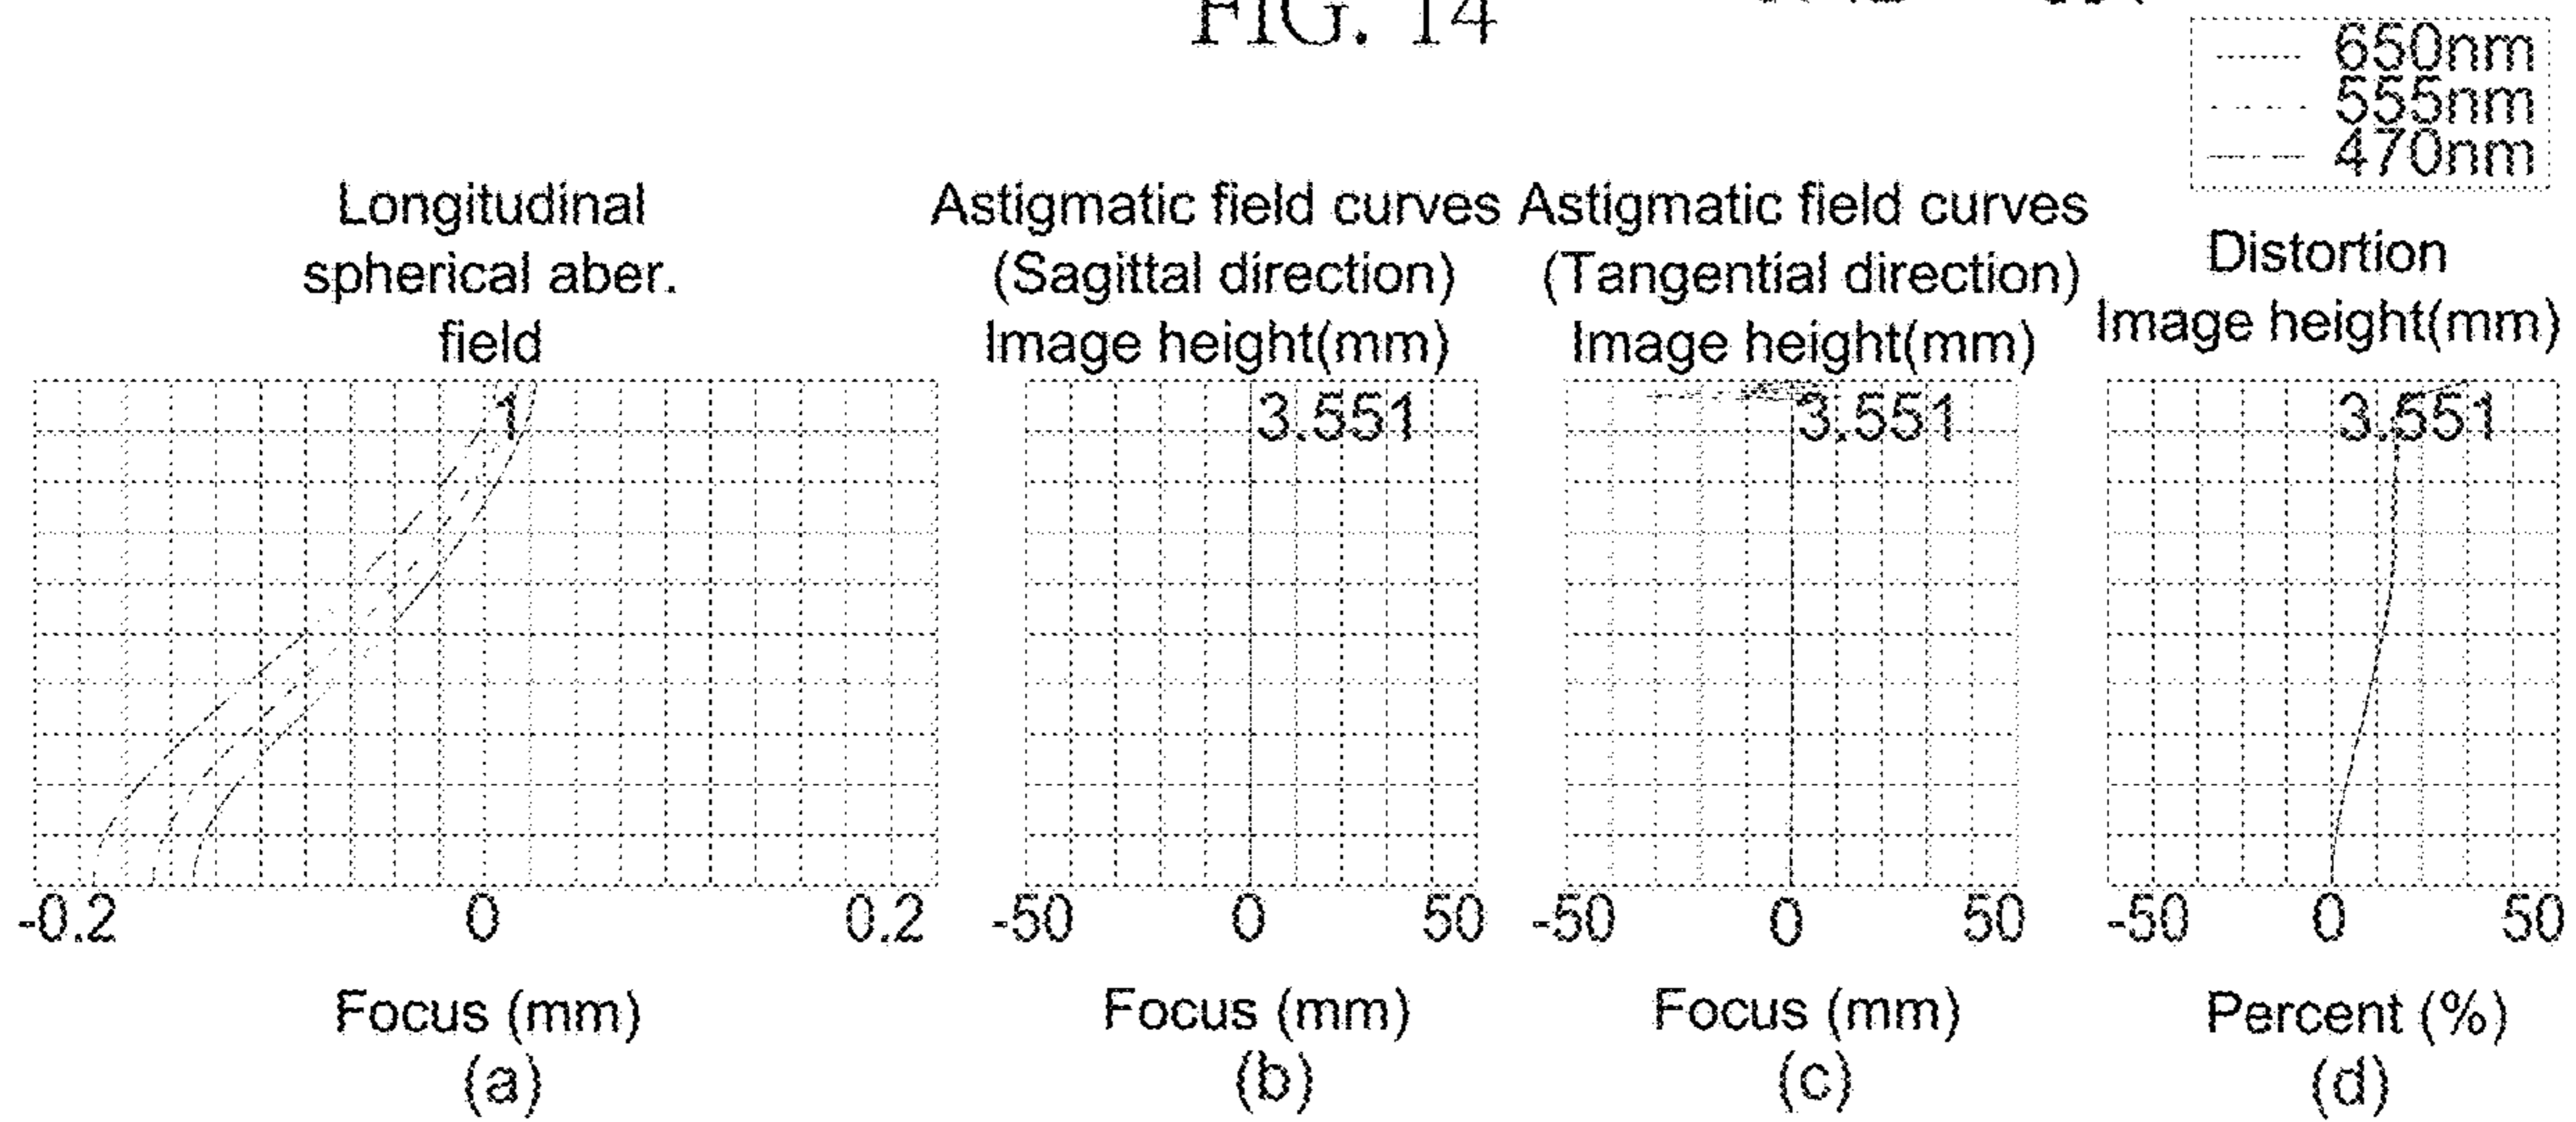 FIG. 14
650nm
555nm
470nm
Longitudinal
spherical aber.
field
1
-0.2 0 0.2
Focus (mm)
(a)
Astigmatic field curves
(Sagittal direction)
Image height(mm)
3.551
-50 0 50
Focus (mm)
(b)
Astigmatic field curves
(Tangential direction)
Image height(mm)
3.551
-50 0 50
Focus (mm)
(c)
Distortion
Image height(mm)
3.551
-50 0 50
Percent (%)
(d)